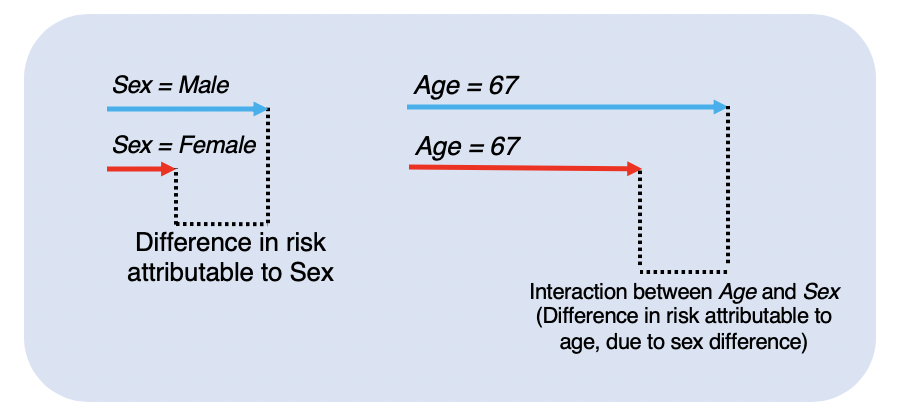 Sex = Male
Sex = Female
Difference in risk
attributable to Sex
Age = 67
Age = 67
Interaction between Age and Sex
(Difference in risk attributable to
age, due to sex difference)